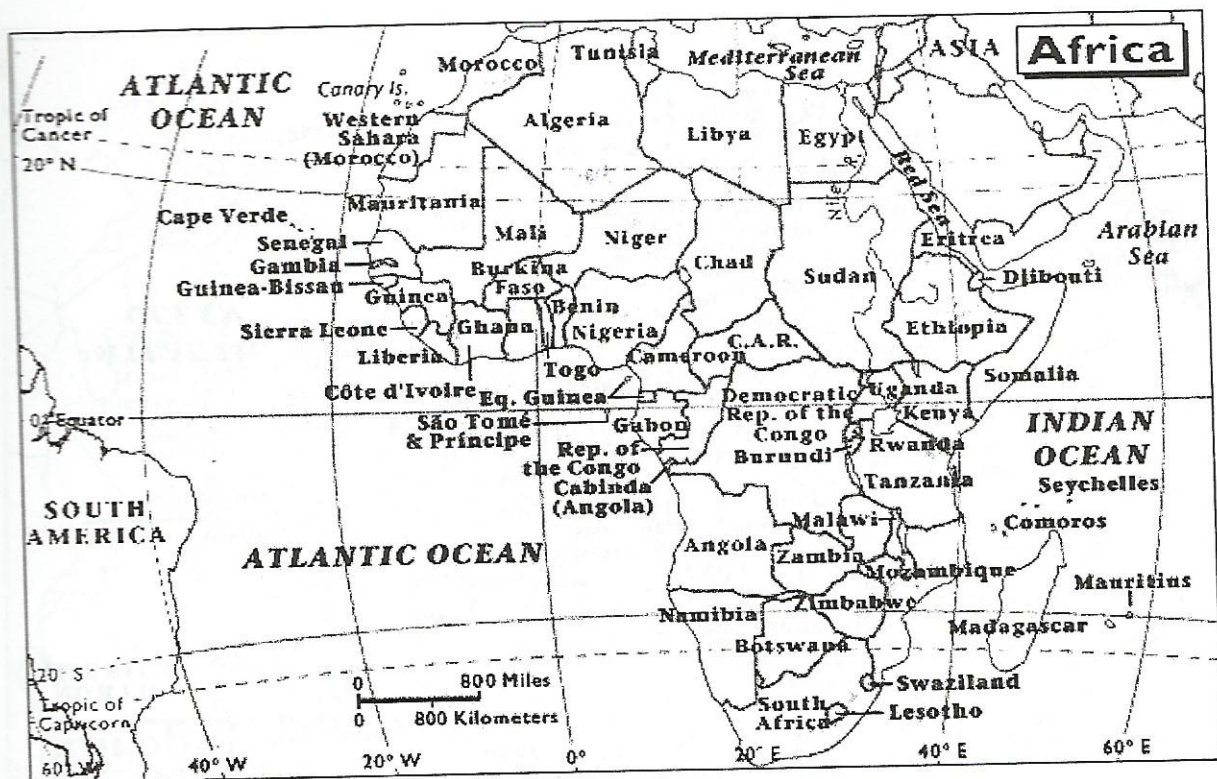 Africa
ATLANTIC
OCEAN
Tropic of
Cancer
20° N
Canary Is.
Western
Sahara
(Morocco)
Morocco
Tunisia
Mediterranean
Sea
ASIA
Algeria
Libya
Egypt
Nile R.
Red Sea
Arabian
Sea
Mauritania
Cape Verde
Senegal
Gambia
Guinea-Bissau
Mali
Niger
Chad
Sudan
Eritrea
Djibouti
Burkina
Faso
Guinea
Benin
Sierra Leone
Ghana
Nigeria
Ethiopia
Liberia
Togo
Cameroon
C.A.R.
Côte d'Ivoire
Eq. Guinea
Democratic
Rep. of the
Congo
Uganda
Somalia
Kenya
Equator
São Tomé
& Príncipe
Gabon
Rwanda
Burundi
INDIAN
OCEAN
Rep. of
the Congo
Cabinda
(Angola)
Tanzania
Seychelles
SOUTH
AMERICA
Malawi
Comoros
ATLANTIC OCEAN
Angola
Zambia
Mozambique
Mauritius
Namibia
Zimbabwe
Madagascar
Botswana
20° S
Tropic of
Capricorn
0 800 Miles
0 800 Kilometers
South
Africa
Swaziland
Lesotho
60° W
40° W
20° W
0°
20° E
40° E
60° E